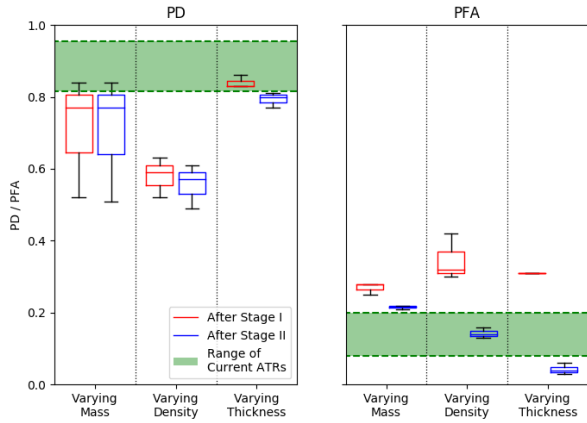 PD
PFA
PD / PFA
1.0
0.8
0.6
0.4
0.2
0.0
After Stage I
After Stage II
Range of
Current ATRs
Varying
Mass
Varying
Density
Varying
Thickness
Varying
Mass
Varying
Density
Varying
Thickness